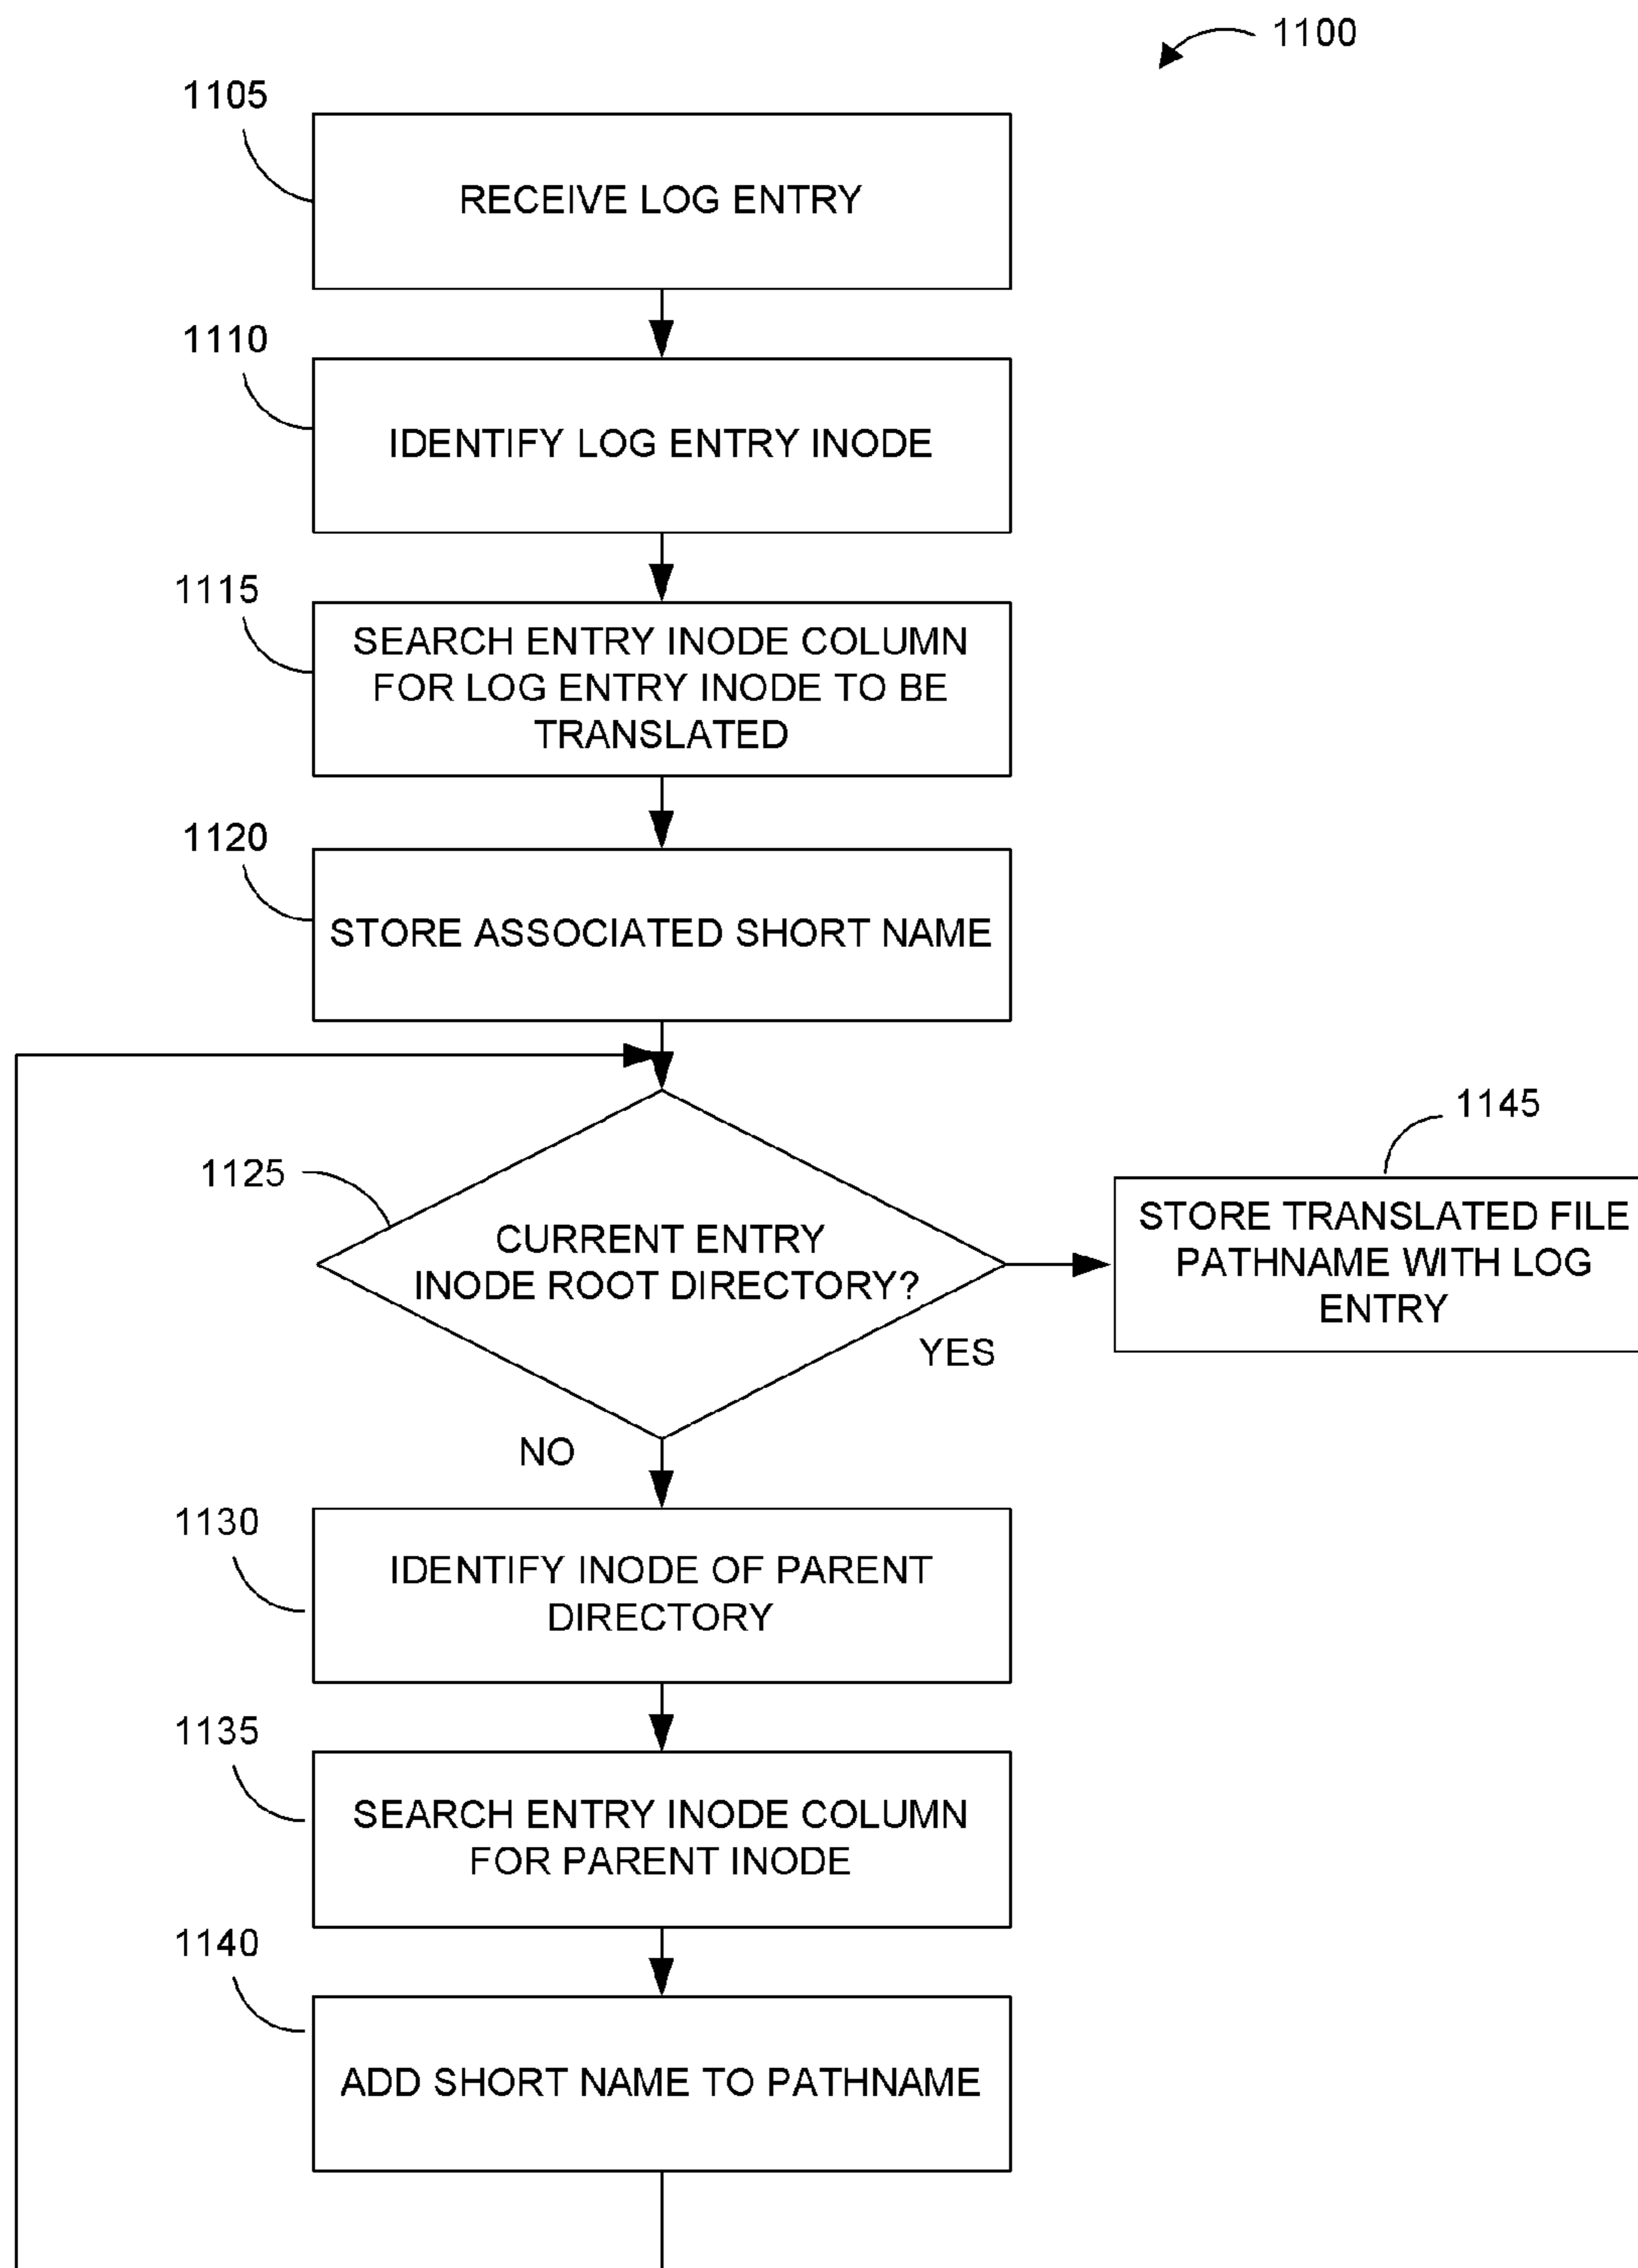 1100
1105
RECEIVE LOG ENTRY
1110
IDENTIFY LOG ENTRY INODE
1115
SEARCH ENTRY INODE COLUMN
FOR LOG ENTRY INODE TO BE
TRANSLATED
1120
STORE ASSOCIATED SHORT NAME
1125
CURRENT ENTRY
INODE ROOT DIRECTORY?
YES
NO
1145
STORE TRANSLATED FILE
PATHNAME WITH LOG
ENTRY
1130
IDENTIFY INODE OF PARENT
DIRECTORY
1135
SEARCH ENTRY INODE COLUMN
FOR PARENT INODE
1140
ADD SHORT NAME TO PATHNAME